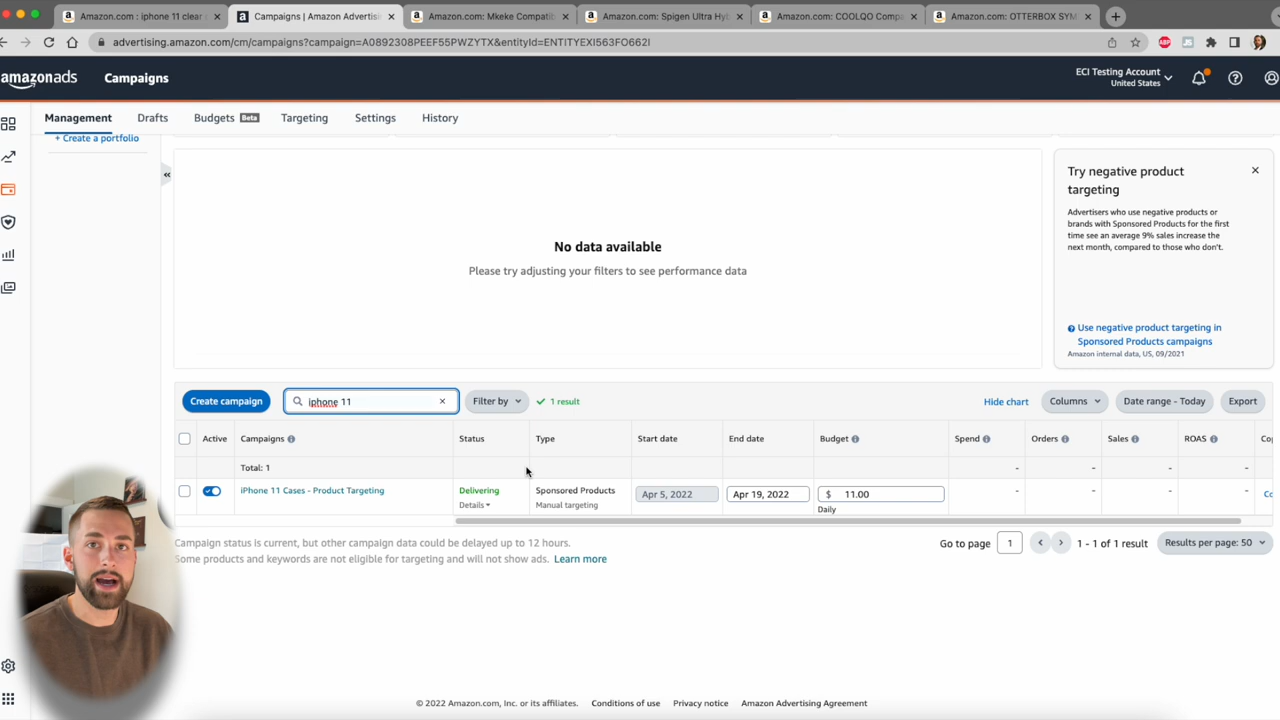 Amazon.com : iphone 11 clear c
Campaigns | Amazon Advertisi
Amazon.com: Mkeke Compatib
Amazon.com: Spigen Ultra Hy
Amazon.com: COOLQO Compa
Amazon.com: OTTERBOX SYM
advertising.amazon.com/cm/campaigns?campaign=A0892308PEEF55PWZYTX&entityId=ENTITYEXI563FO662I
ABP
JS
amazonads
Campaigns
ECI Testing Account
United States
Management
Drafts
Budgets Beta
Targeting
Settings
History
+ Create a portfolio
«
No data available
Please try adjusting your filters to see performance data
Try negative product
targeting
Advertisers who use negative products or
brands with Sponsored Products for the first
time see an average 9% sales increase the
next month, compared to those who don't.
Use negative product targeting in
Sponsored Products campaigns
Amazon internal data, US, 09/2021
Create campaign
iphone 11
Filter by
1 result
Hide chart
Columns
Date range - Today
Export
Active
Campaigns
Status
Type
Start date
End date
Budget
Spend
Orders
Sales
ROAS
Total: 1
-
-
-
-
iPhone 11 Cases - Product Targeting
Delivering
Details
Sponsored Products
Manual targeting
Apr 5, 2022
Apr 19, 2022
$ 11.00
Daily
-
-
-
-
Co
Campaign status is current, but other campaign data could be delayed up to 12 hours.
Some products and keywords are not eligible for targeting and will not show ads. Learn more
Go to page
1
1 - 1 of 1 result
Results per page: 50
© 2022 Amazon.com, Inc. or its affiliates.
Conditions of use
Privacy notice
Amazon Advertising Agreement